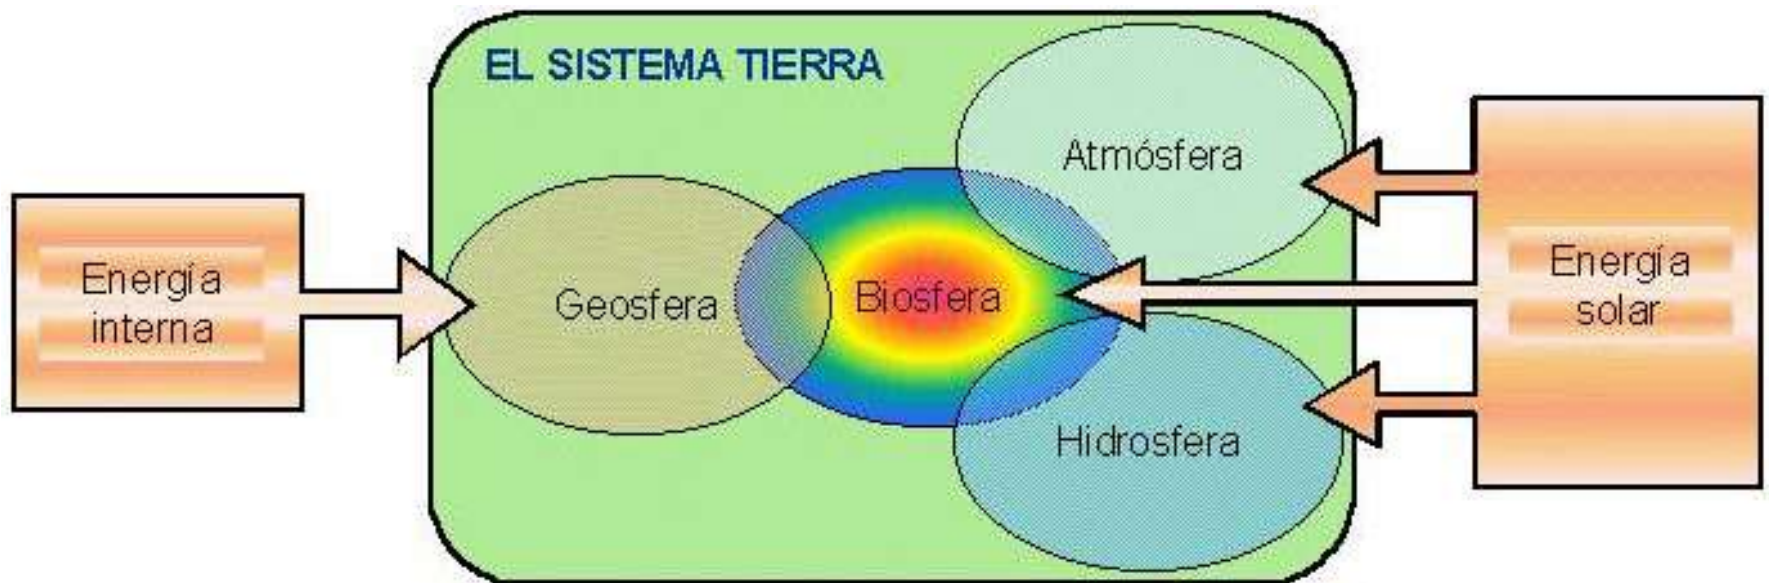 EL SISTEMA TIERRA
Atmósfera
Energía
interna
Geosfera
Biosfera
Energía
solar
Hidrosfera